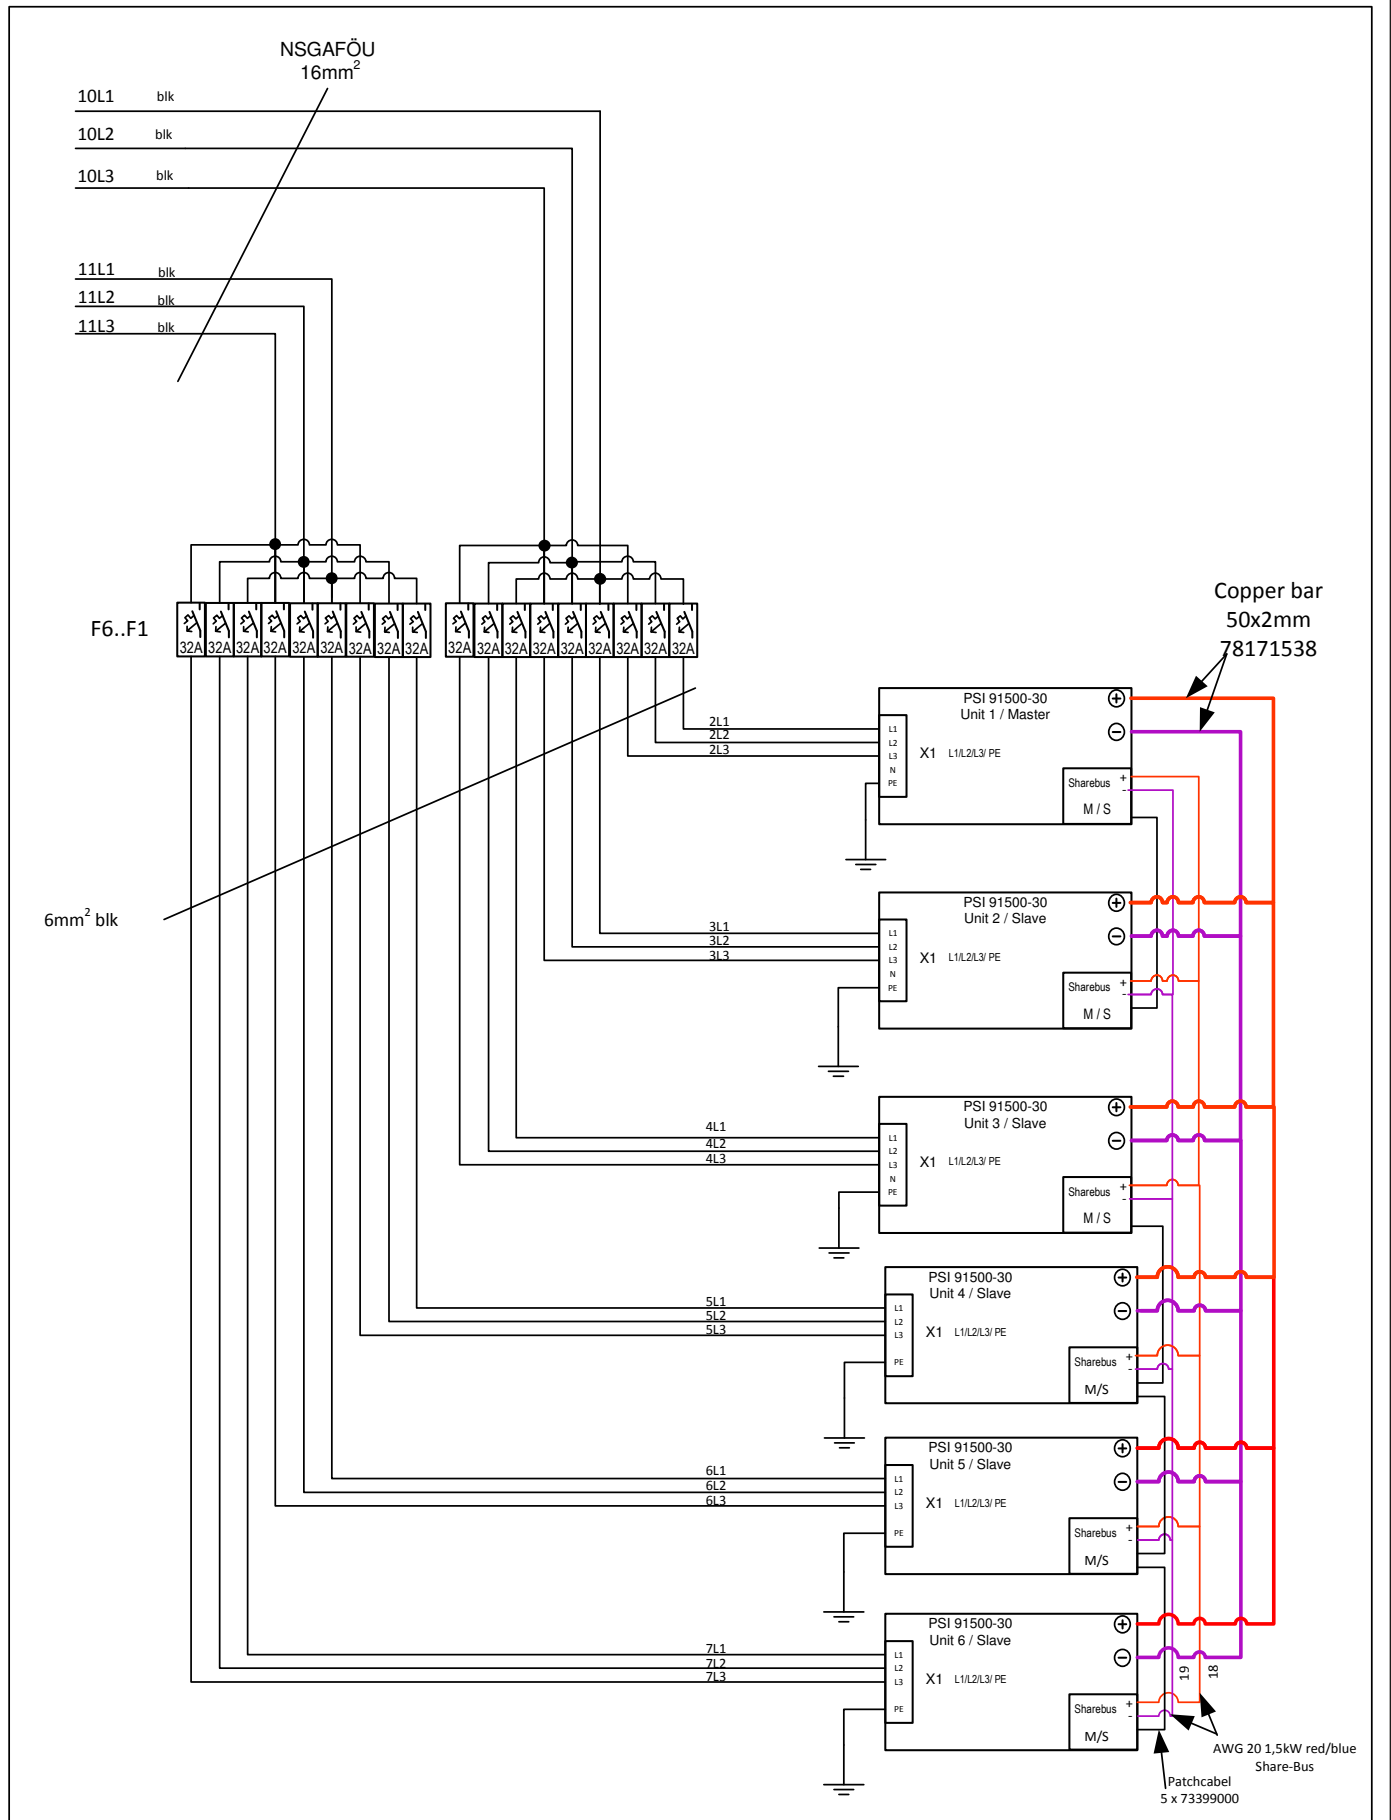 NSGAFÖU
16mm²
10L1 blk
10L2 blk
10L3 blk
11L1 blk
11L2 blk
11L3 blk
F6..F1
32A 32A 32A 32A 32A 32A 32A 32A 32A 32A 32A 32A 32A 32A 32A 32A 32A 32A
Copper bar
50x2mm
78171538
6mm² blk
2L1
2L2
2L3
PSI 91500-30
Unit 1 / Master
L1
L2
L3
N
PE
X1 L1/L2/L3/ PE
+
-
Sharebus + -
M / S
3L1
3L2
3L3
PSI 91500-30
Unit 2 / Slave
L1
L2
L3
N
PE
X1 L1/L2/L3/ PE
+
-
Sharebus + -
M / S
4L1
4L2
4L3
PSI 91500-30
Unit 3 / Slave
L1
L2
L3
N
PE
X1 L1/L2/L3/ PE
+
-
Sharebus + -
M / S
5L1
5L2
5L3
PSI 91500-30
Unit 4 / Slave
L1
L2
L3
PE
X1 L1/L2/L3/ PE
+
-
Sharebus + -
M/S
6L1
6L2
6L3
PSI 91500-30
Unit 5 / Slave
L1
L2
L3
PE
X1 L1/L2/L3/ PE
+
-
Sharebus + -
M/S
7L1
7L2
7L3
PSI 91500-30
Unit 6 / Slave
L1
L2
L3
PE
X1 L1/L2/L3/ PE
+
-
Sharebus + -
M/S
19
18
AWG 20 1,5kW red/blue
Share-Bus
Patchcabel
5 x 73399000